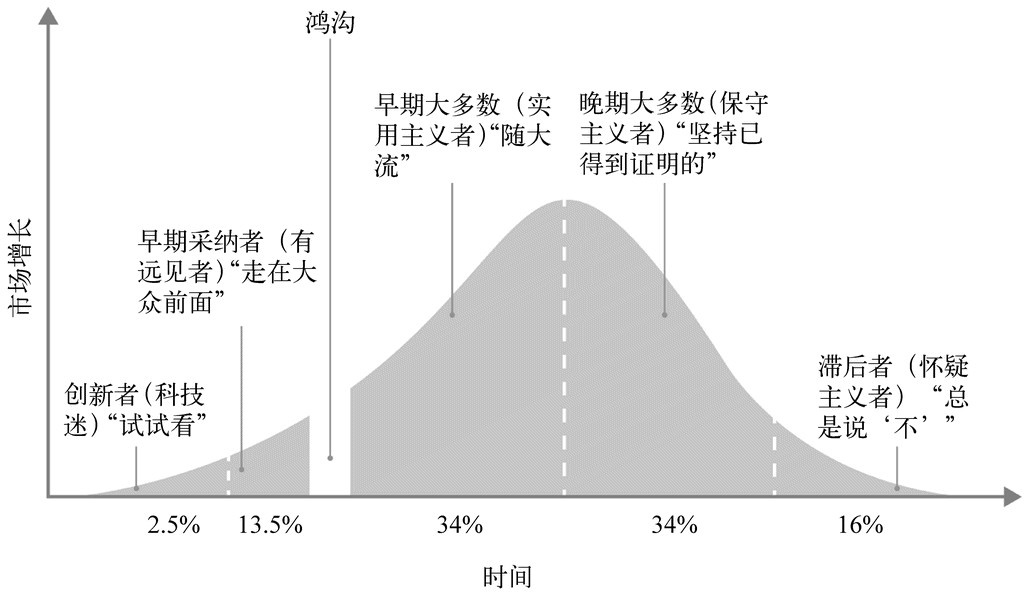 鸿沟
早期大多数（实
用主义者）“随大
流”
晚期大多数（保守
主义者）“坚持已
得到证明的”
早期采纳者（有
远见者）“走在大
众前面”
创新者（科技
迷）“试试看”
滞后者（怀疑
主义者）“总
是说‘不’”
市场增长
2.5% 13.5% 34% 34% 16%
时间